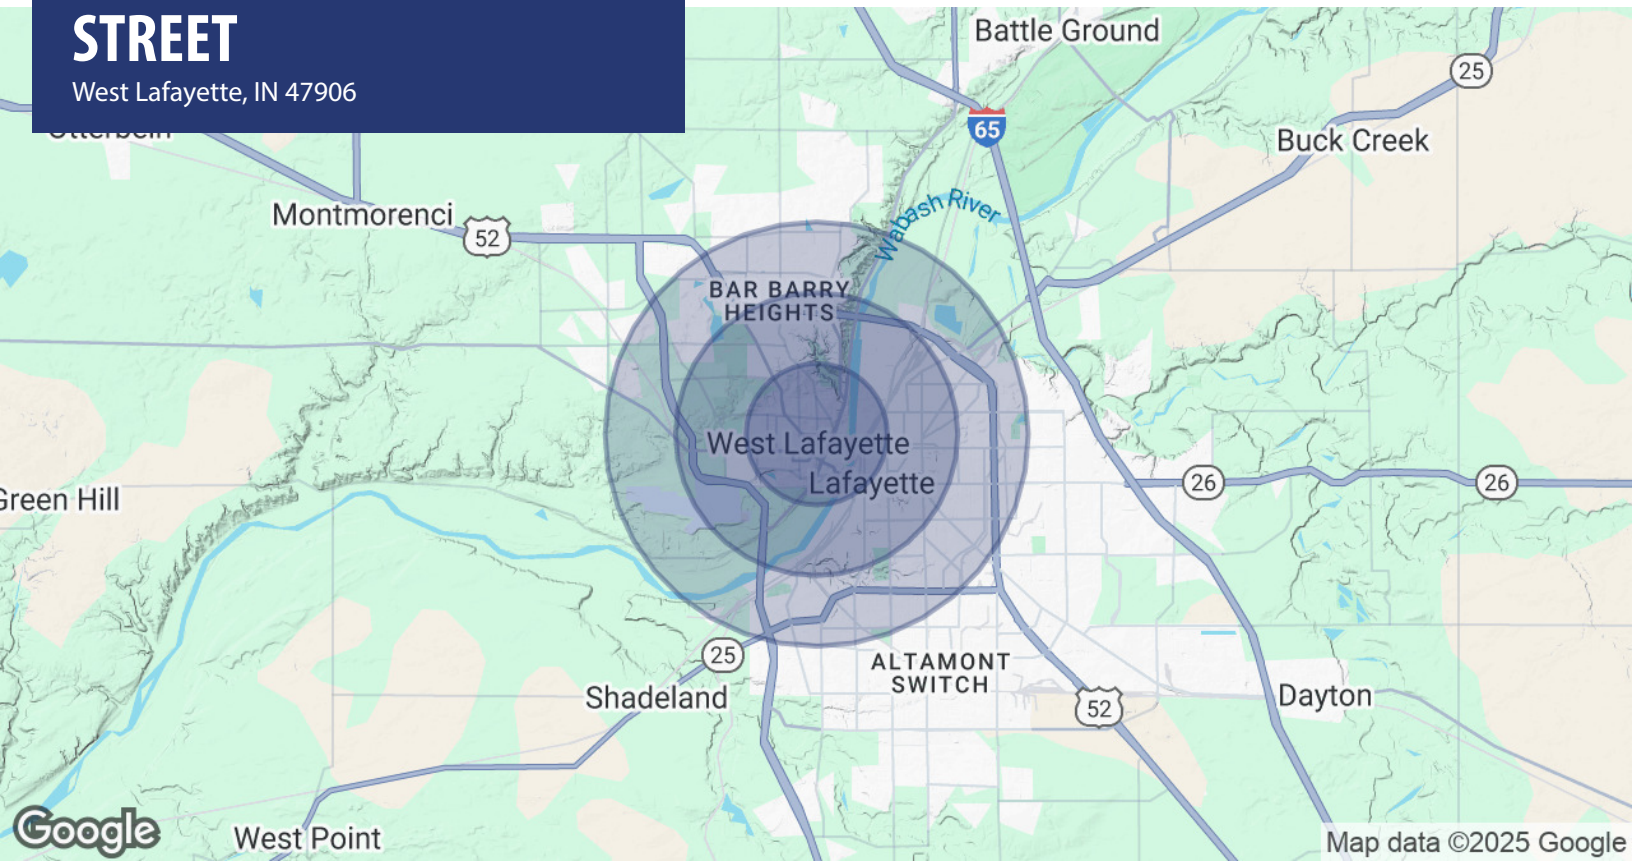 STREET
West Lafayette, IN 47906
Battle Ground
25
65
Buck Creek
Otterbein
Wabash River
Montmorenci
52
BAR BARRY
HEIGHTS
West Lafayette
Lafayette
26
26
Green Hill
25
ALTAMONT
SWITCH
Shadeland
52
Dayton
Google
West Point
Map data ©2025 Google